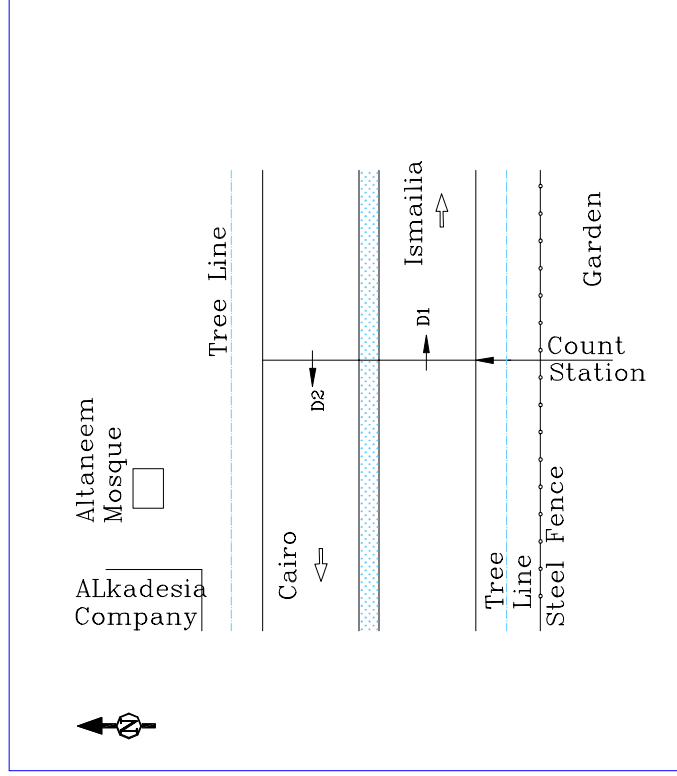 Ismailia
Garden
Tree Line
D1
Count
Station
D2
Altaneem
Mosque
Cairo
Tree
Line
Steel Fence
ALkadesia
Company
N